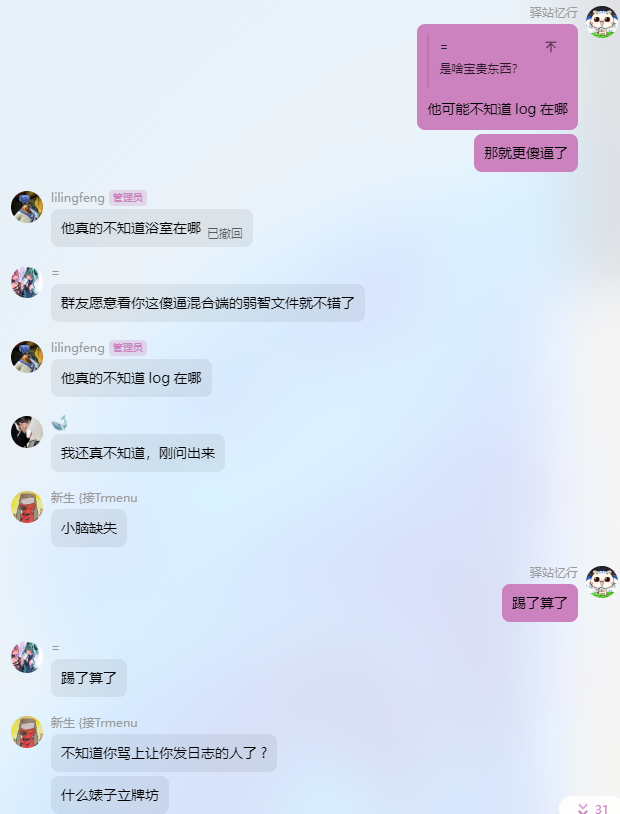 驿站忆行
= 不
是啥宝贵东西?
他可能不知道 log 在哪
那就更傻逼了
lilingfeng 管理员
他真的不知道浴室在哪 已撤回
=
群友愿意看你这傻逼混合端的弱智文件就不错了
lilingfeng 管理员
他真的不知道 log 在哪
我还真不知道，刚问出来
新生 {接Trmenu
小脑缺失
驿站忆行
踢了算了
=
踢了算了
新生 {接Trmenu
不知道你骂上让你发日志的人了？
什么婊子立牌坊
31